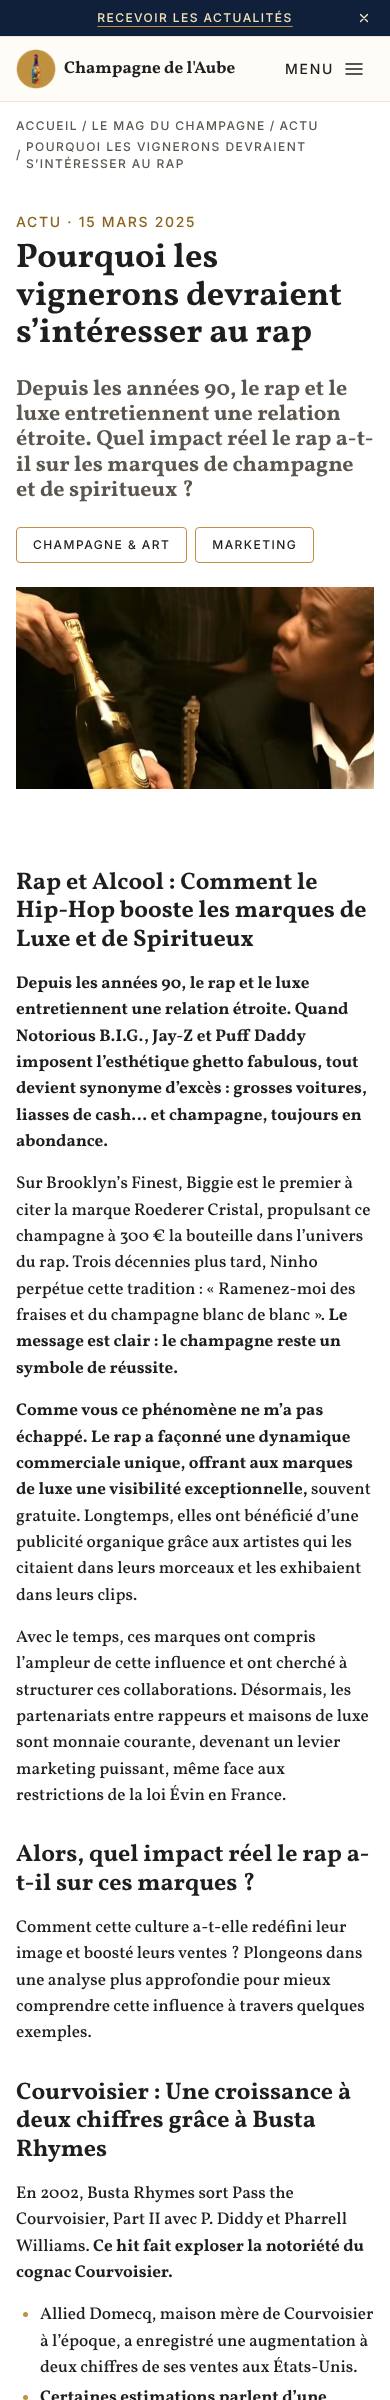 RECEVOIR LES ACTUALITÉS ×
Champagne de l'Aube
MENU
ACCUEIL / LE MAG DU CHAMPAGNE / ACTU
/ POURQUOI LES VIGNERONS DEVRAIENT
S’INTÉRESSER AU RAP
ACTU · 15 MARS 2025
Pourquoi les
vignerons devraient
s’intéresser au rap
Depuis les années 90, le rap et le
luxe entretiennent une relation
étroite. Quel impact réel le rap a-t-
il sur les marques de champagne
et de spiritueux ?
CHAMPAGNE & ART
MARKETING
Rap et Alcool : Comment le
Hip-Hop booste les marques de
Luxe et de Spiritueux
Depuis les années 90, le rap et le luxe
entretiennent une relation étroite. Quand
Notorious B.I.G., Jay-Z et Puff Daddy
imposent l’esthétique ghetto fabulous, tout
devient synonyme d’excès : grosses voitures,
liasses de cash… et champagne, toujours en
abondance.
Sur Brooklyn’s Finest, Biggie est le premier à
citer la marque Roederer Cristal, propulsant ce
champagne à 300 € la bouteille dans l’univers
du rap. Trois décennies plus tard, Ninho
perpétue cette tradition : « Ramenez-moi des
fraises et du champagne blanc de blanc ». Le
message est clair : le champagne reste un
symbole de réussite.
Comme vous ce phénomène ne m’a pas
échappé. Le rap a façonné une dynamique
commerciale unique, offrant aux marques
de luxe une visibilité exceptionnelle, souvent
gratuite. Longtemps, elles ont bénéficié d’une
publicité organique grâce aux artistes qui les
citaient dans leurs morceaux et les exhibaient
dans leurs clips.
Avec le temps, ces marques ont compris
l’ampleur de cette influence et ont cherché à
structurer ces collaborations. Désormais, les
partenariats entre rappeurs et maisons de luxe
sont monnaie courante, devenant un levier
marketing puissant, même face aux
restrictions de la loi Évin en France.
Alors, quel impact réel le rap a-
t-il sur ces marques ?
Comment cette culture a-t-elle redéfini leur
image et boosté leurs ventes ? Plongeons dans
une analyse plus approfondie pour mieux
comprendre cette influence à travers quelques
exemples.
Courvoisier : Une croissance à
deux chiffres grâce à Busta
Rhymes
En 2002, Busta Rhymes sort Pass the
Courvoisier, Part II avec P. Diddy et Pharrell
Williams. Ce hit fait exploser la notoriété du
cognac Courvoisier.
• Allied Domecq, maison mère de Courvoisier
à l’époque, a enregistré une augmentation à
deux chiffres de ses ventes aux États-Unis.
• Certaines estimations parlent d’une